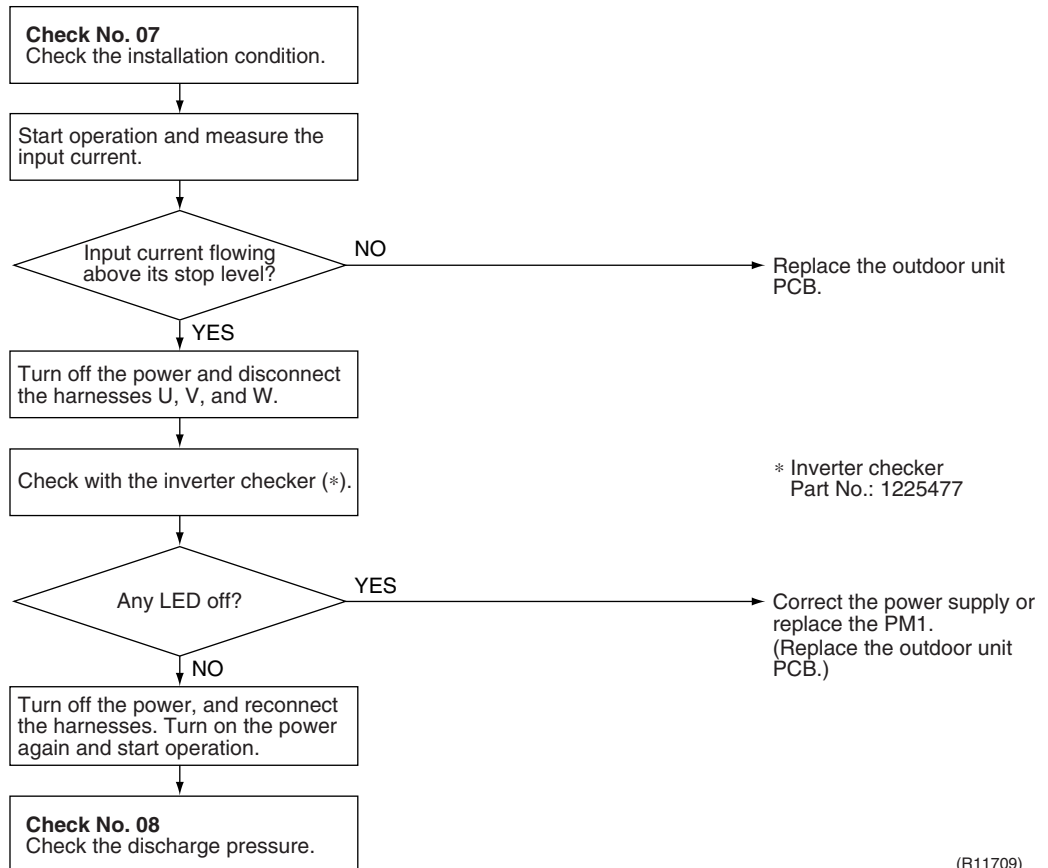 Check No. 07
Check the installation condition.
Start operation and measure the
input current.
Input current flowing
above its stop level?
NO
Replace the outdoor unit
PCB.
YES
Turn off the power and disconnect
the harnesses U, V, and W.
Check with the inverter checker (*).
* Inverter checker
Part No.: 1225477
Any LED off?
YES
Correct the power supply or
replace the PM1.
(Replace the outdoor unit
PCB.)
NO
Turn off the power, and reconnect
the harnesses. Turn on the power
again and start operation.
Check No. 08
Check the discharge pressure.
(R11709)